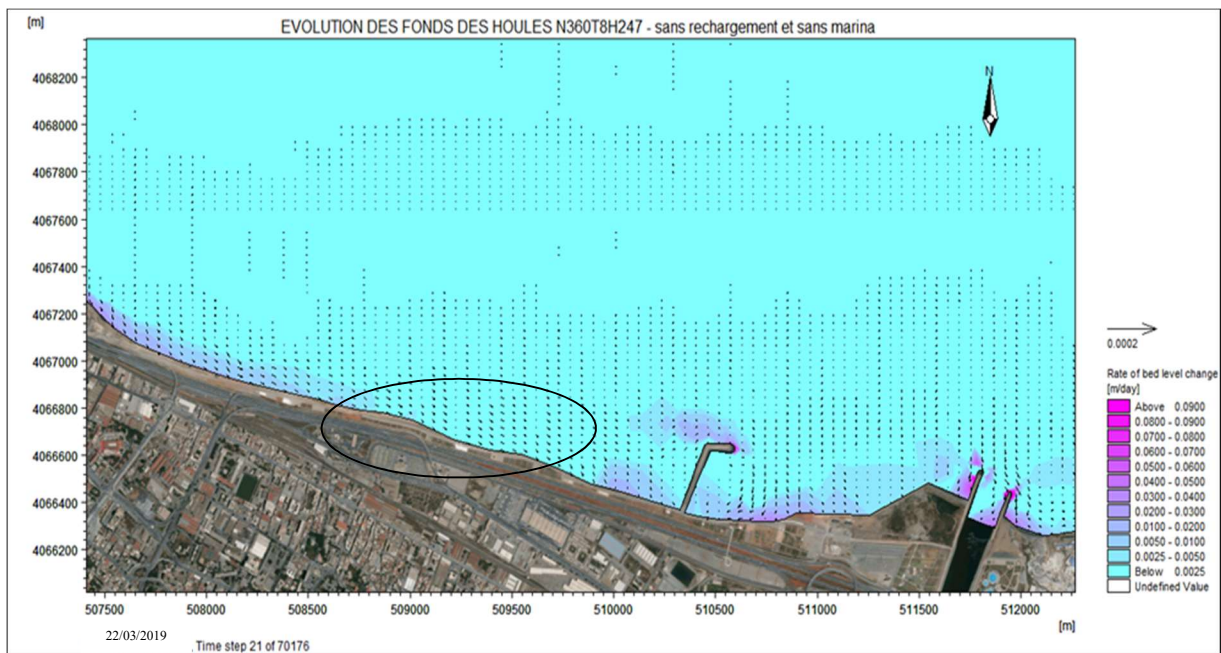 [m]
EVOLUTION DES FONDS DES HOULES N360T8H247 - sans rechargement et sans marina
4068200
4068000
4067800
4067600
4067400
4067200
4067000
4066800
4066600
4066400
4066200
N
0.0002
Rate of bed level change
[m/day]
Above 0.0900
0.0800 - 0.0900
0.0700 - 0.0800
0.0600 - 0.0700
0.0500 - 0.0600
0.0400 - 0.0500
0.0300 - 0.0400
0.0200 - 0.0300
0.0100 - 0.0200
0.0050 - 0.0100
0.0025 - 0.0050
Below 0.0025
Undefined Value
507500 508000 508500 509000 509500 510000 510500 511000 511500 512000
[m]
22/03/2019
, Time step 21 of 70176